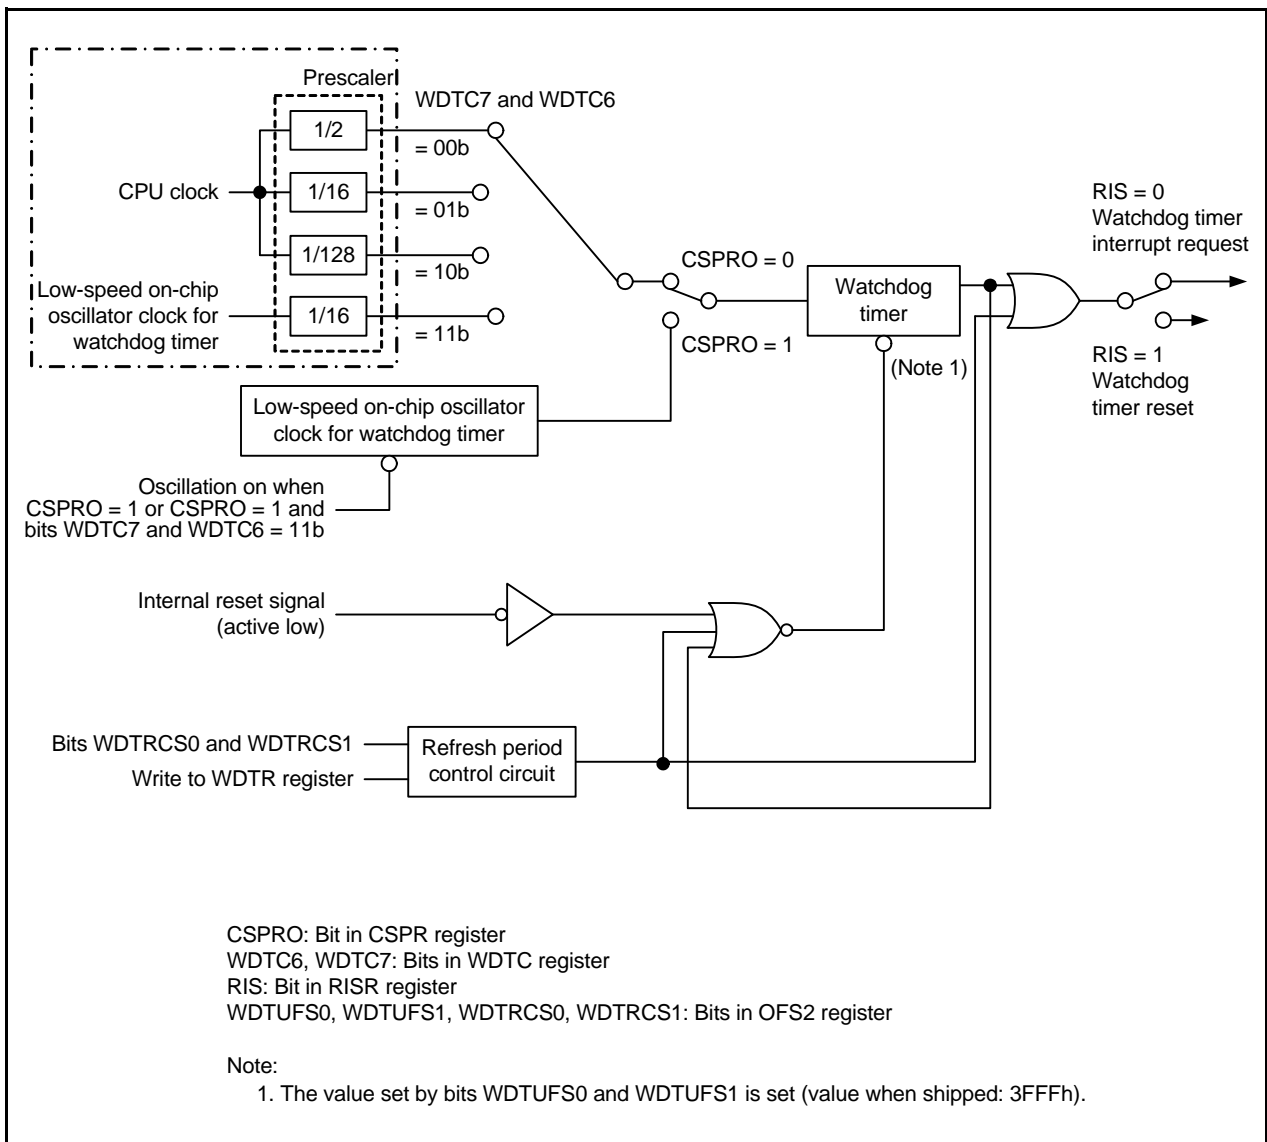 Prescaler
WDTC7 and WDTC6
1/2
= 00b
CPU clock
1/16
= 01b
1/128
= 10b
Low-speed on-chip
oscillator clock for
watchdog timer
1/16
= 11b
CSPRO = 0
CSPRO = 1
Watchdog
timer
(Note 1)
RIS = 0
Watchdog timer
interrupt request
RIS = 1
Watchdog
timer reset
Low-speed on-chip oscillator
clock for watchdog timer
Oscillation on when
CSPRO = 1 or CSPRO = 1 and
bits WDTC7 and WDTC6 = 11b
Internal reset signal
(active low)
Bits WDTRCS0 and WDTRCS1
Write to WDTR register
Refresh period
control circuit
CSPRO: Bit in CSPR register
WDTC6, WDTC7: Bits in WDTC register
RIS: Bit in RISR register
WDTUFS0, WDTUFS1, WDTRCS0, WDTRCS1: Bits in OFS2 register
Note:
1. The value set by bits WDTUFS0 and WDTUFS1 is set (value when shipped: 3FFFh).